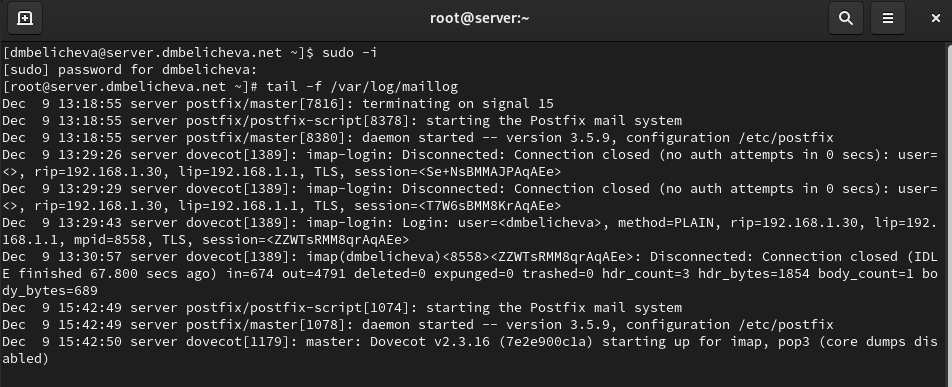 root@server:~
[dmbelicheva@server.dmbelicheva.net ~]$ sudo -i
[sudo] password for dmbelicheva:
[root@server.dmbelicheva.net ~]# tail -f /var/log/maillog
Dec  9 13:18:55 server postfix/master[7816]: terminating on signal 15
Dec  9 13:18:55 server postfix/postfix-script[8378]: starting the Postfix mail system
Dec  9 13:18:55 server postfix/master[8380]: daemon started -- version 3.5.9, configuration /etc/postfix
Dec  9 13:29:26 server dovecot[1389]: imap-login: Disconnected: Connection closed (no auth attempts in 0 secs): user=
<>, rip=192.168.1.30, lip=192.168.1.1, TLS, session=<Se+NsBMMAJPAqAEe>
Dec  9 13:29:29 server dovecot[1389]: imap-login: Disconnected: Connection closed (no auth attempts in 0 secs): user=
<>, rip=192.168.1.30, lip=192.168.1.1, TLS, session=<T7W6sBMM8KrAqAEe>
Dec  9 13:29:43 server dovecot[1389]: imap-login: Login: user=<dmbelicheva>, method=PLAIN, rip=192.168.1.30, lip=192.
168.1.1, mpid=8558, TLS, session=<ZZWTsRMM8qrAqAEe>
Dec  9 13:30:57 server dovecot[1389]: imap(dmbelicheva)<8558><ZZWTsRMM8qrAqAEe>: Disconnected: Connection closed (IDL
E finished 67.800 secs ago) in=674 out=4791 deleted=0 expunged=0 trashed=0 hdr_count=3 hdr_bytes=1854 body_count=1 bo
dy_bytes=689
Dec  9 15:42:49 server postfix/postfix-script[1074]: starting the Postfix mail system
Dec  9 15:42:49 server postfix/master[1078]: daemon started -- version 3.5.9, configuration /etc/postfix
Dec  9 15:42:50 server dovecot[1179]: master: Dovecot v2.3.16 (7e2e900c1a) starting up for imap, pop3 (core dumps dis
abled)